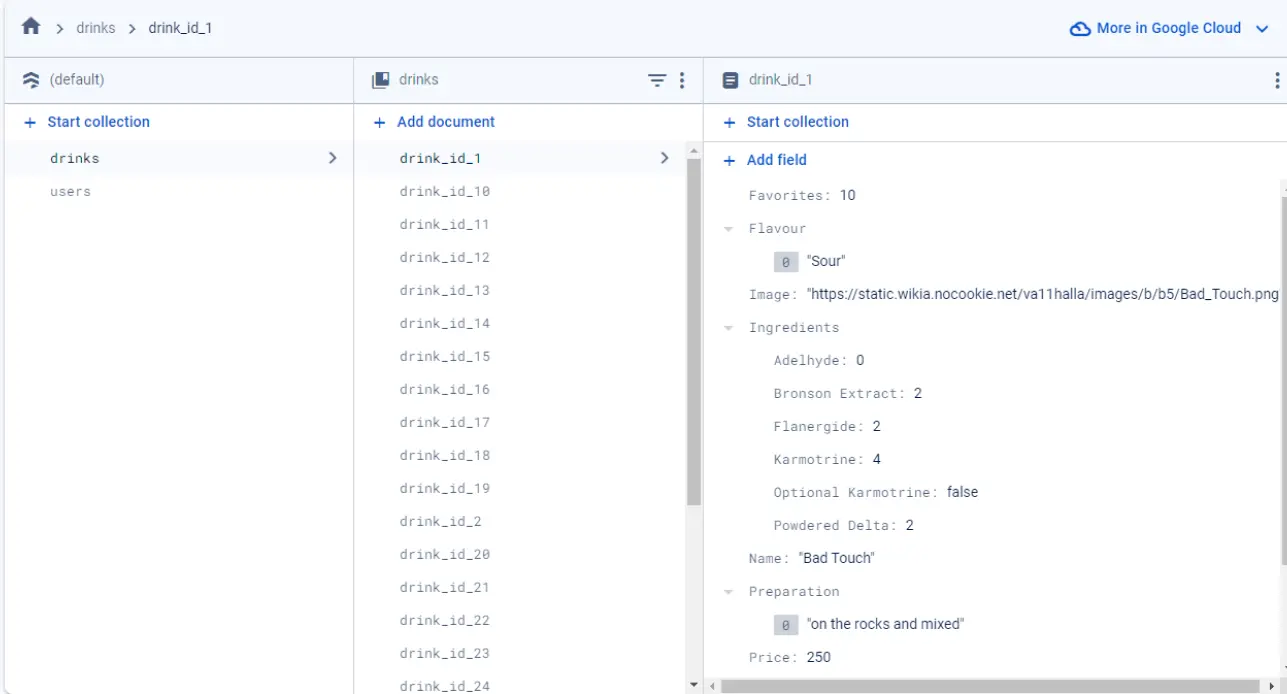 drinks > drink_id_1
More in Google Cloud
(default)
drinks
drink_id_1
+ Start collection
+ Add document
+ Start collection
drinks
users
drink_id_1
drink_id_10
drink_id_11
drink_id_12
drink_id_13
drink_id_14
drink_id_15
drink_id_16
drink_id_17
drink_id_18
drink_id_19
drink_id_2
drink_id_20
drink_id_21
drink_id_22
drink_id_23
drink_id_24
+ Add field
Favorites: 10
Flavour
0 "Sour"
Image: "https://static.wikia.nocookie.net/va11halla/images/b/b5/Bad_Touch.png
Ingredients
Adelhyde: 0
Bronson Extract: 2
Flanergide: 2
Karmotrine: 4
Optional Karmotrine: false
Powdered Delta: 2
Name: "Bad Touch"
Preparation
0 "on the rocks and mixed"
Price: 250